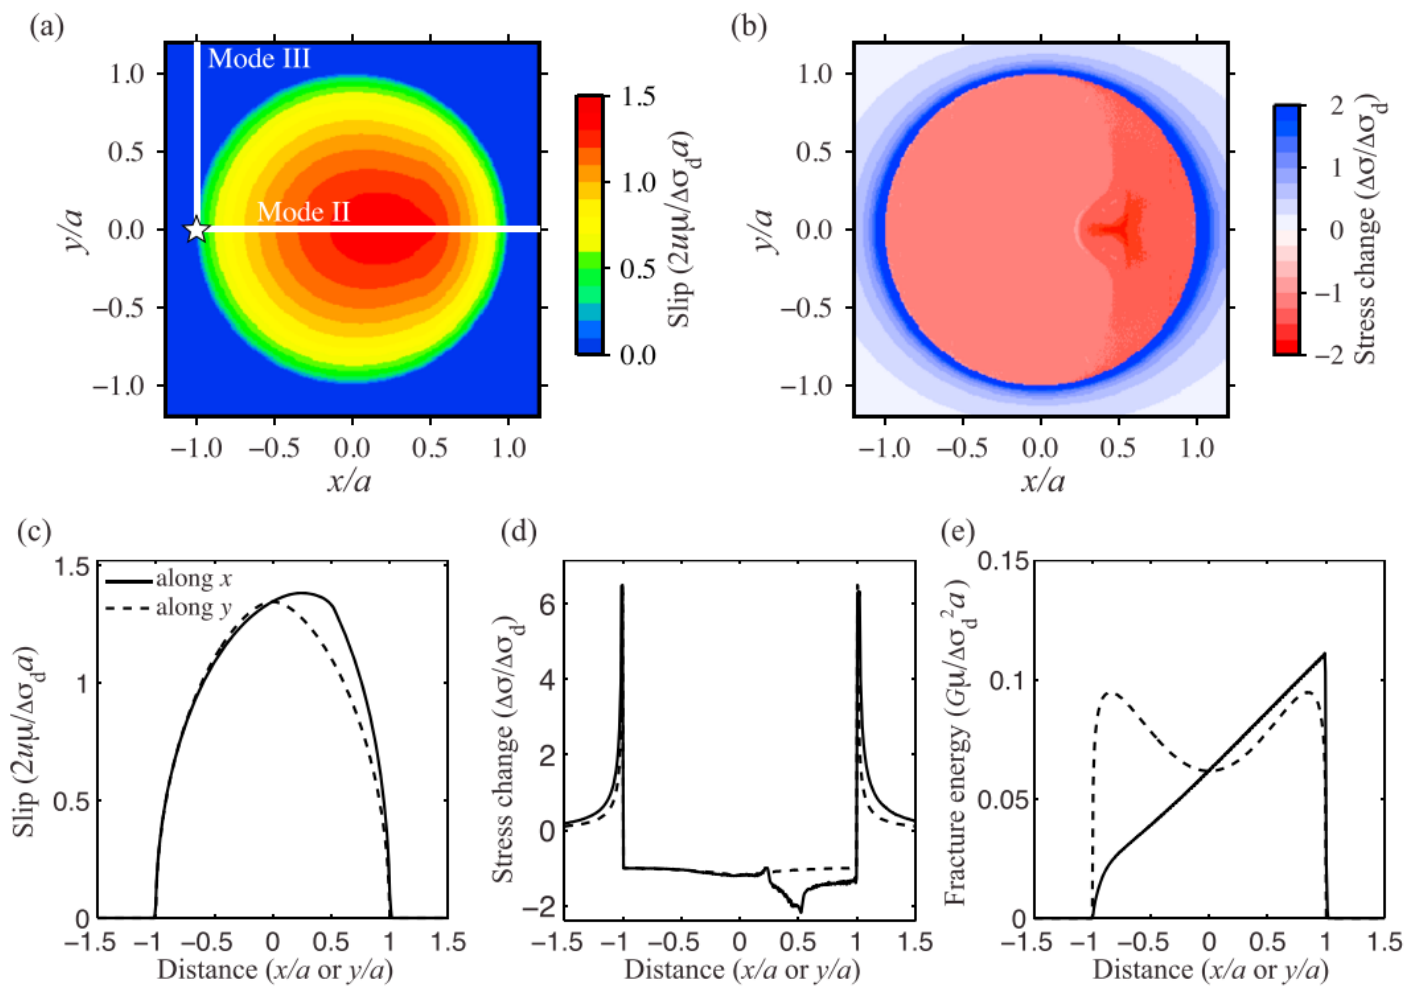 (a)
Mode III
Mode II
1.0
0.5
0.0
−0.5
−1.0
y/a
−1.0 −0.5 0.0 0.5 1.0
x/a
1.5
1.0
0.5
0.0
Slip (2uμ/Δσ_d a)
(b)
1.0
0.5
0.0
−0.5
−1.0
y/a
−1.0 −0.5 0.0 0.5 1.0
x/a
2
1
0
−1
−2
Stress change (Δσ/Δσ_d)
(c)
along x
along y
1.5
1
0.5
0
Slip (2uμ/Δσ_d a)
−1.5 −1 −0.5 0 0.5 1 1.5
Distance (x/a or y/a)
(d)
6
4
2
0
−2
Stress change (Δσ/Δσ_d)
−1.5 −1 −0.5 0 0.5 1 1.5
Distance (x/a or y/a)
(e)
0.15
0.1
0.05
0
Fracture energy (Gμ/Δσ_d²a)
−1.5 −1 −0.5 0 0.5 1 1.5
Distance (x/a or y/a)